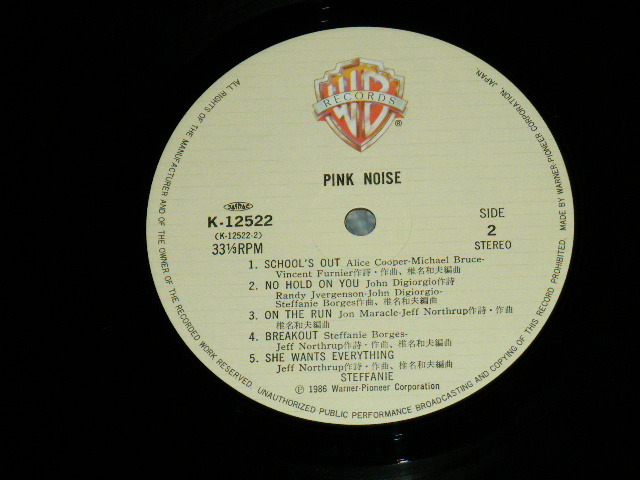 WB
RECORDS
®
PINK NOISE
JASRAC
K-12522
(K-12522-2)
33⅓RPM
SIDE
2
STEREO
1. SCHOOL'S OUT Alice Cooper-Michael Bruce-
Vincent Furnier作詩・作曲、椎名和夫編曲
2. NO HOLD ON YOU John Digiorgio作詩
Randy Jvergenson-John Digiorgio-
Steffanie Borges作曲、椎名和夫編曲
3. ON THE RUN Jon Maracle-Jeff Northrup作詩・作曲
椎名和夫編曲
4. BREAKOUT Steffanie Borges-
Jeff Northrup作詩・作曲、椎名和夫編曲
5. SHE WANTS EVERYTHING
Jeff Northrup作詩・作曲、椎名和夫編曲
STEFFANIE
Ⓟ 1986 Warner-Pioneer Corporation
ALL RIGHTS OF THE MANUFACTURER AND OF THE OWNER OF THE RECORDED WORK RESERVED. UNAUTHORIZED PUBLIC PERFORMANCE BROADCASTING AND COPYING OF THIS RECORD PROHIBITED. MADE BY WARNER-PIONEER CORPORATION, JAPAN.